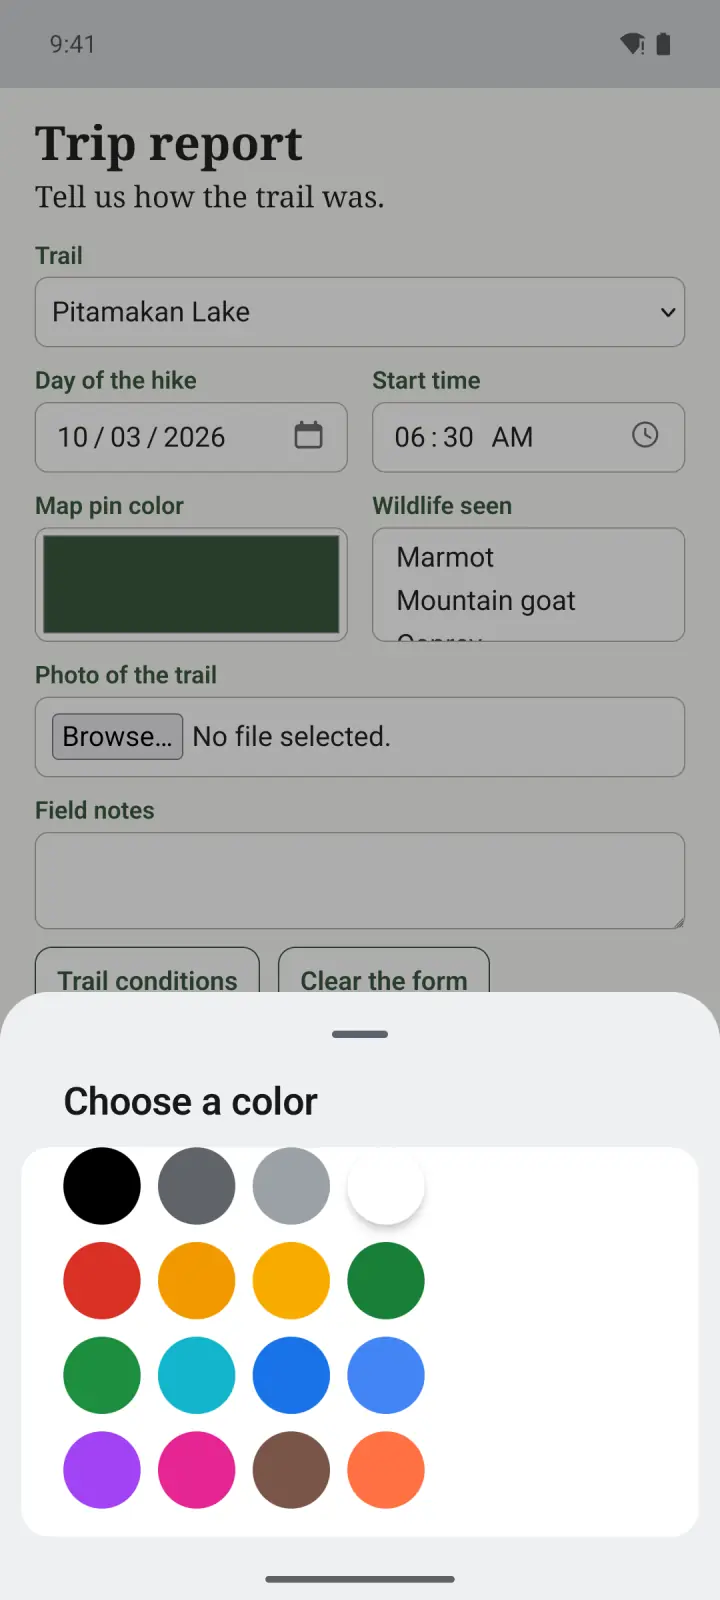 9:41
Trip report
Tell us how the trail was.
Trail
Pitamakan Lake
Day of the hike
Start time
10 / 03 / 2026
06 : 30 AM
Map pin color
Wildlife seen
Marmot
Mountain goat
Photo of the trail
Browse... No file selected.
Field notes
Trail conditions
Clear the form
Choose a color